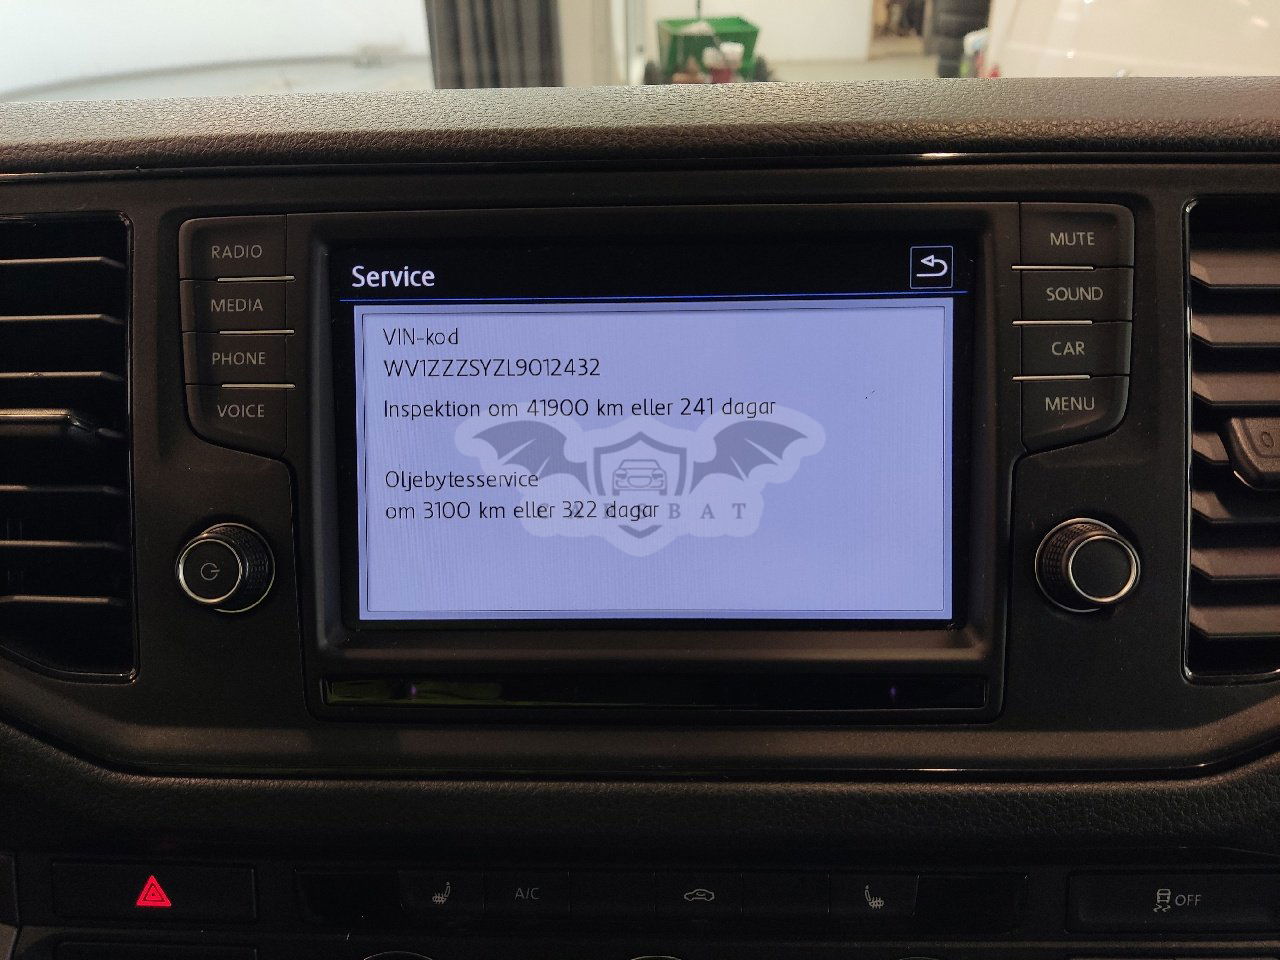 RADIO
MEDIA
PHONE
VOICE
Service
VIN-kod
WV1ZZZSYZL9012432
Inspektion om 41900 km eller 241 dagar
Oljebytesservice
om 3100 km eller 322 dagar
CAROBAT
MUTE
SOUND
CAR
MENU
A/C
OFF